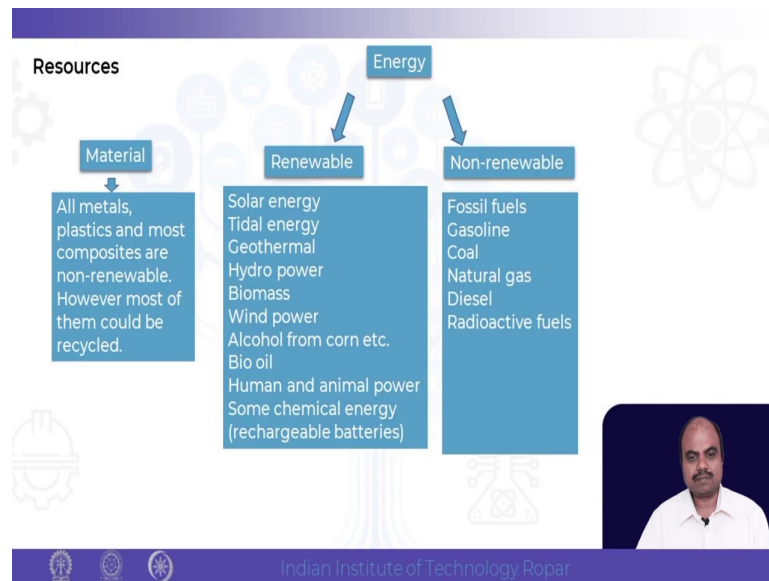 Resources
Energy
Material
Renewable
Non-renewable
All metals,
plastics and most
composites are
non-renewable.
However most of
them could be
recycled.
Solar energy
Tidal energy
Geothermal
Hydro power
Biomass
Wind power
Alcohol from corn etc.
Bio oil
Human and animal power
Some chemical energy
(rechargeable batteries)
Fossil fuels
Gasoline
Coal
Natural gas
Diesel
Radioactive fuels
Indian Institute of Technology Ropar